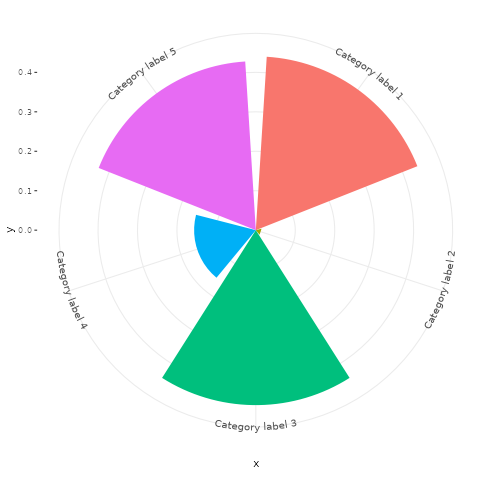 Category label 5
Category label 1
0.4
0.3
0.2
0.1
y
0.0
Category label 4
Category label 2
Category label 3
x